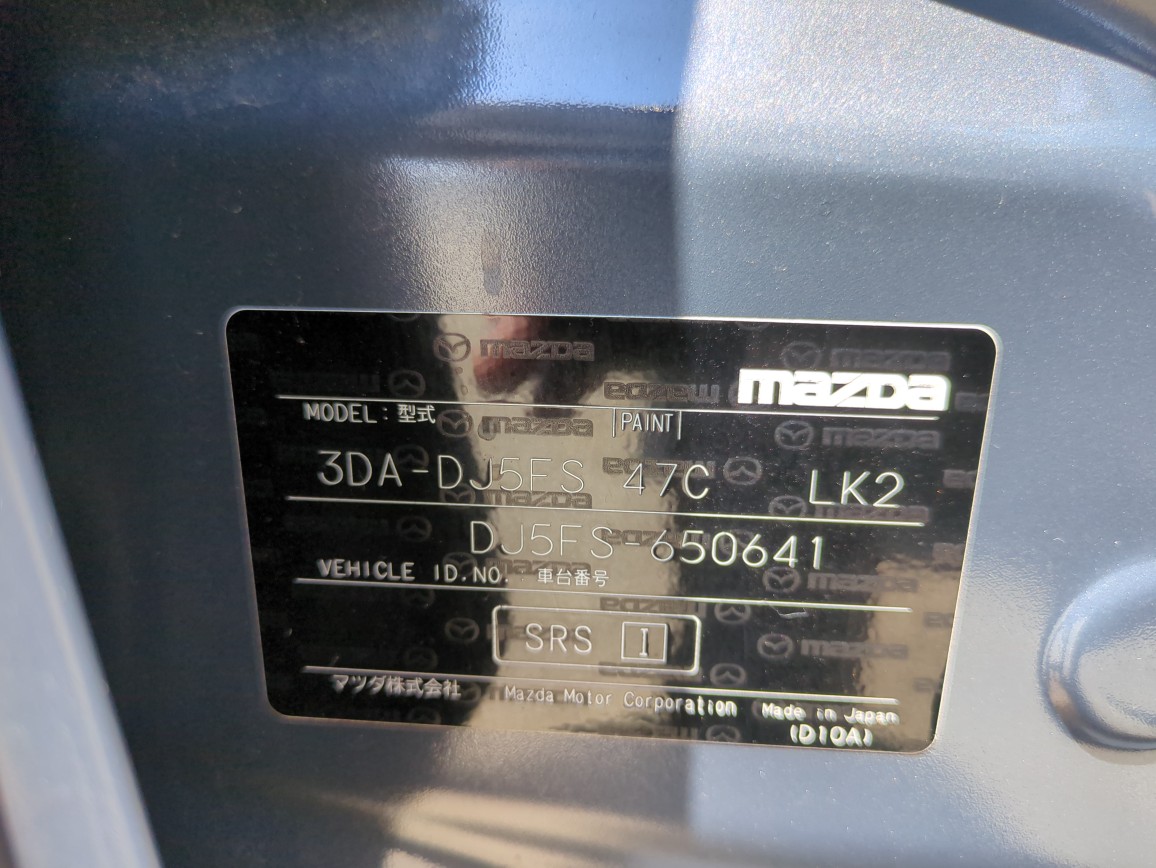 mazda
MODEL : 型式 PAINT
3DA-DJ5FS 47C LK2
DJ5FS-650641
VEHICLE ID.NO. 車台番号
SRS I
マツダ株式会社 Mazda Motor Corporation Made in Japan
(D10A)